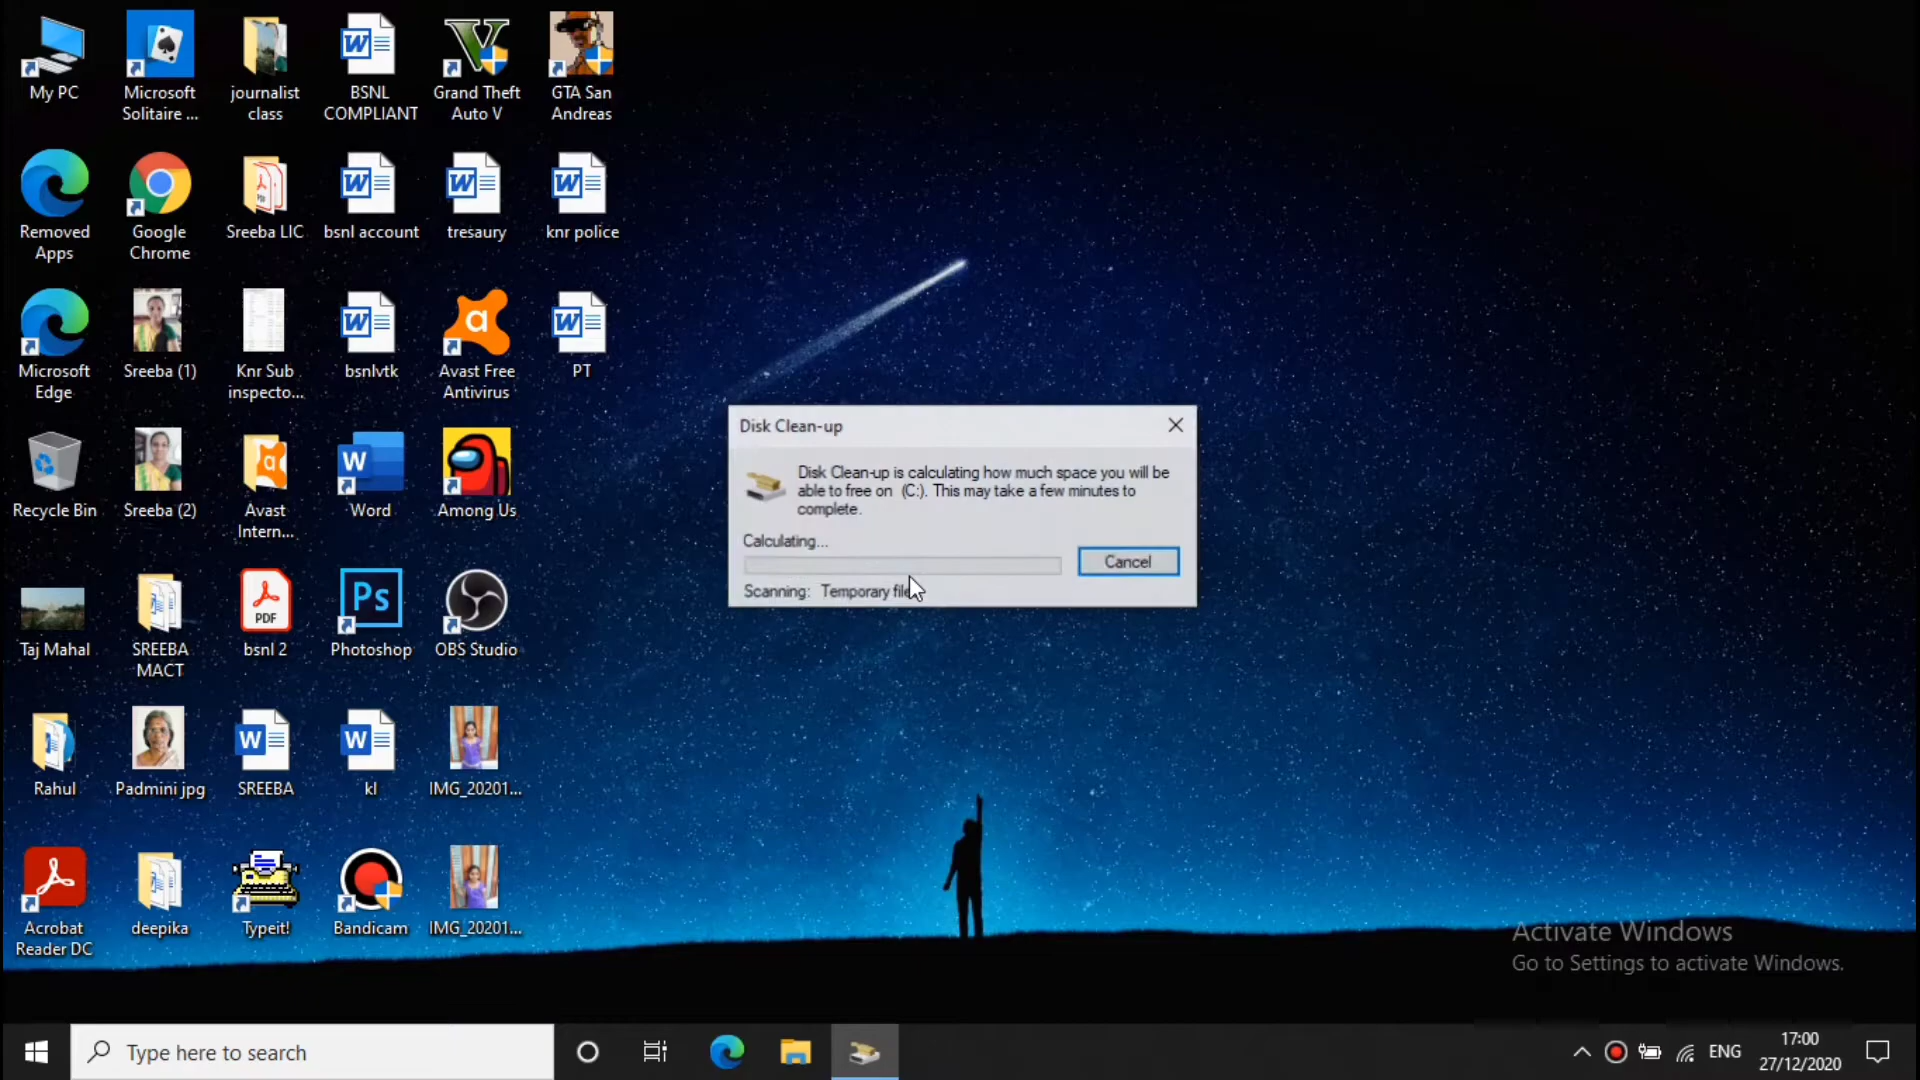 My PC
Microsoft
Solitaire ...
journalist
class
BSNL
COMPLIANT
Grand Theft
Auto V
GTA San
Andreas
Removed
Apps
Google
Chrome
PDF
Sreeba LIC
bsnl account
tresaury
knr police
Microsoft
Edge
Sreeba (1)
Knr Sub
inspecto...
bsnlvtk
Avast Free
Antivirus
PT
Recycle Bin
Sreeba (2)
Avast
Intern...
Word
Among Us
Taj Mahal
SREEBA
MACT
PDF
bsnl 2
Ps
Photoshop
OBS Studio
Rahul
Padmini jpg
SREEBA
kl
IMG_20201...
Acrobat
Reader DC
deepika
Typeit!
Bandicam
IMG_20201...
Disk Clean-up
Disk Clean-up is calculating how much space you will be
able to free on (C:). This may take a few minutes to
complete.
Calculating...
Cancel
Scanning: Temporary file
Activate Windows
Go to Settings to activate Windows.
Type here to search
ENG
17:00
27/12/2020